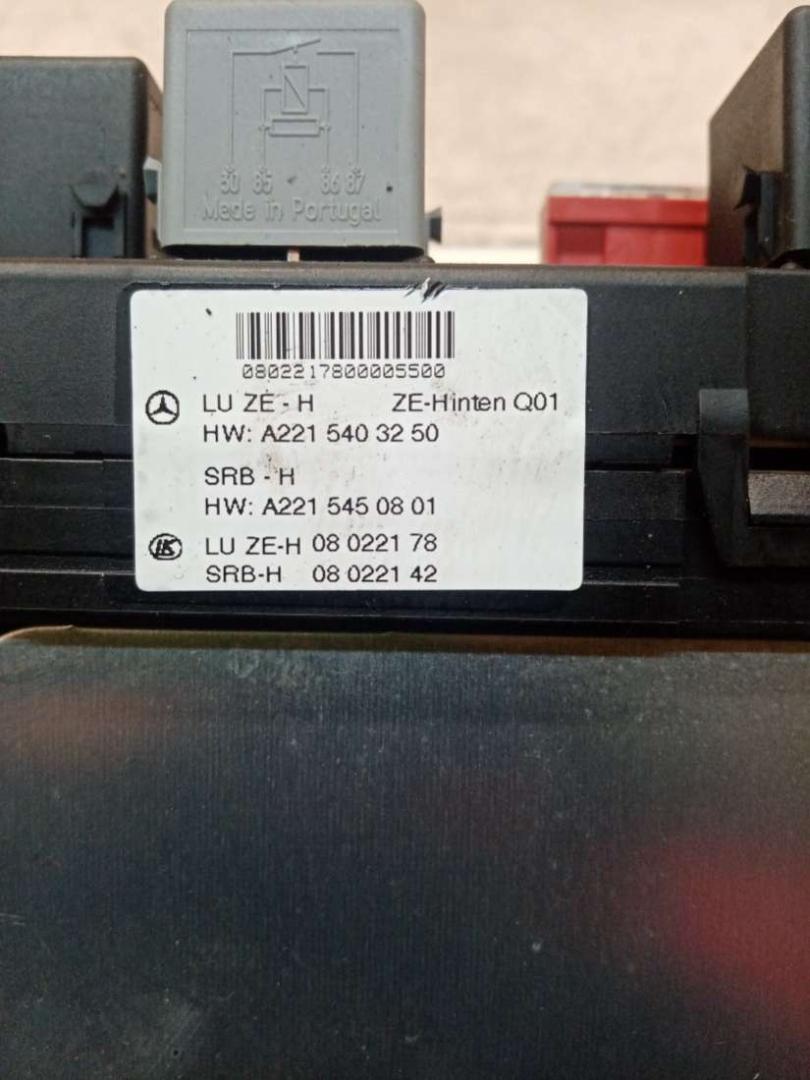 30 85 86 87
Made in Portugal
0802217800005500
LU ZE - H ZE-Hinten Q01
HW: A221 540 32 50
SRB - H
HW: A221 545 08 01
LK LU ZE-H 08 0221 78
SRB-H 08 0221 42